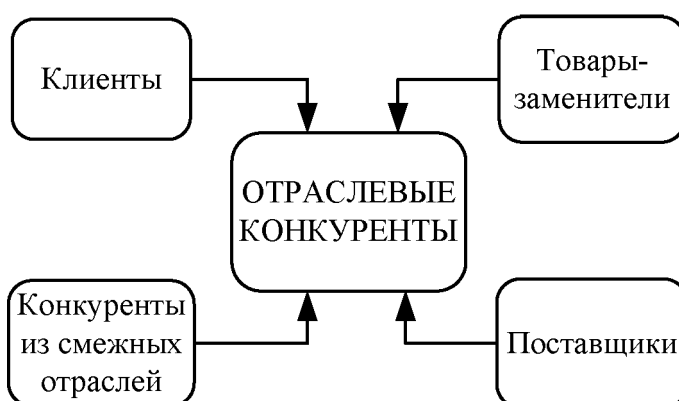 Клиенты
Товары-
заменители
ОТРАСЛЕВЫЕ
КОНКУРЕНТЫ
Конкуренты
из смежных
отраслей
Поставщики